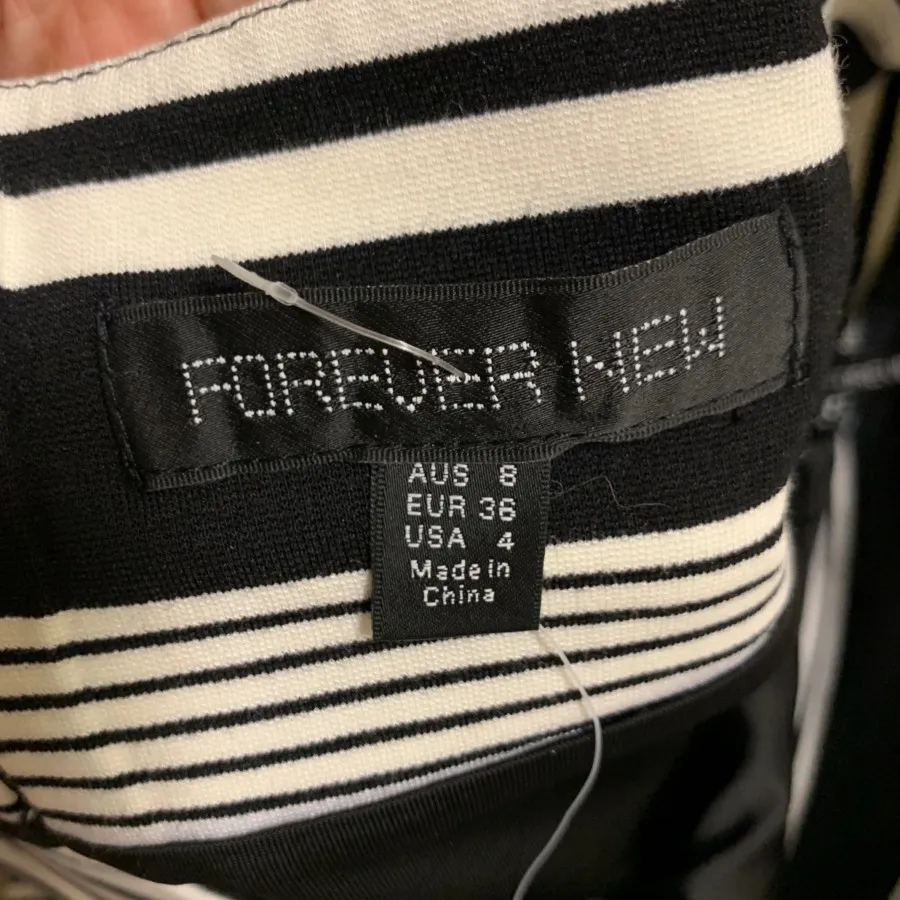 FOREVER NEW
AUS 8
EUR 36
USA 4
Made in
China